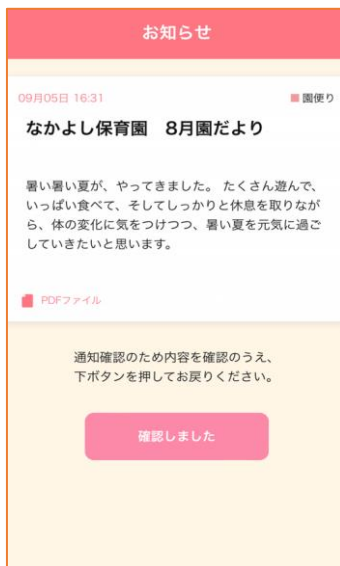 お知らせ
09月05日 16:31
園便り
なかよし保育園　8月園だより
暑い暑い夏が、やってきました。 たくさん遊んで、
いっぱい食べて、そしてしっかりと休息を取りなが
ら、体の変化に気をつけつつ、暑い夏を元気に過ご
していきたいと思います。
PDFファイル
通知確認のため内容を確認のうえ、
下ボタンを押してお戻りください。
確認しました